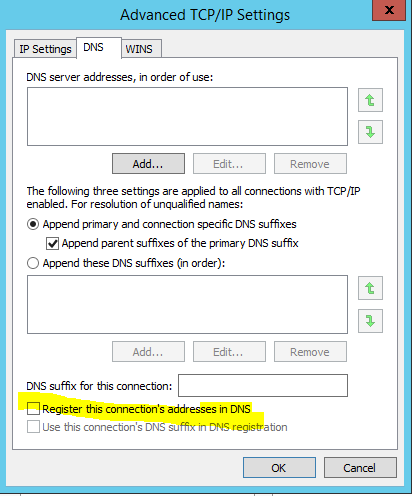 Advanced TCP/IP Settings
x
IP Settings DNS WINS
DNS server addresses, in order of use:
Add... Edit... Remove
The following three settings are applied to all connections with TCP/IP
enabled. For resolution of unqualified names:
Append primary and connection specific DNS suffixes
Append parent suffixes of the primary DNS suffix
Append these DNS suffixes (in order):
Add... Edit... Remove
DNS suffix for this connection:
Register this connection's addresses in DNS
Use this connection's DNS suffix in DNS registration
OK Cancel